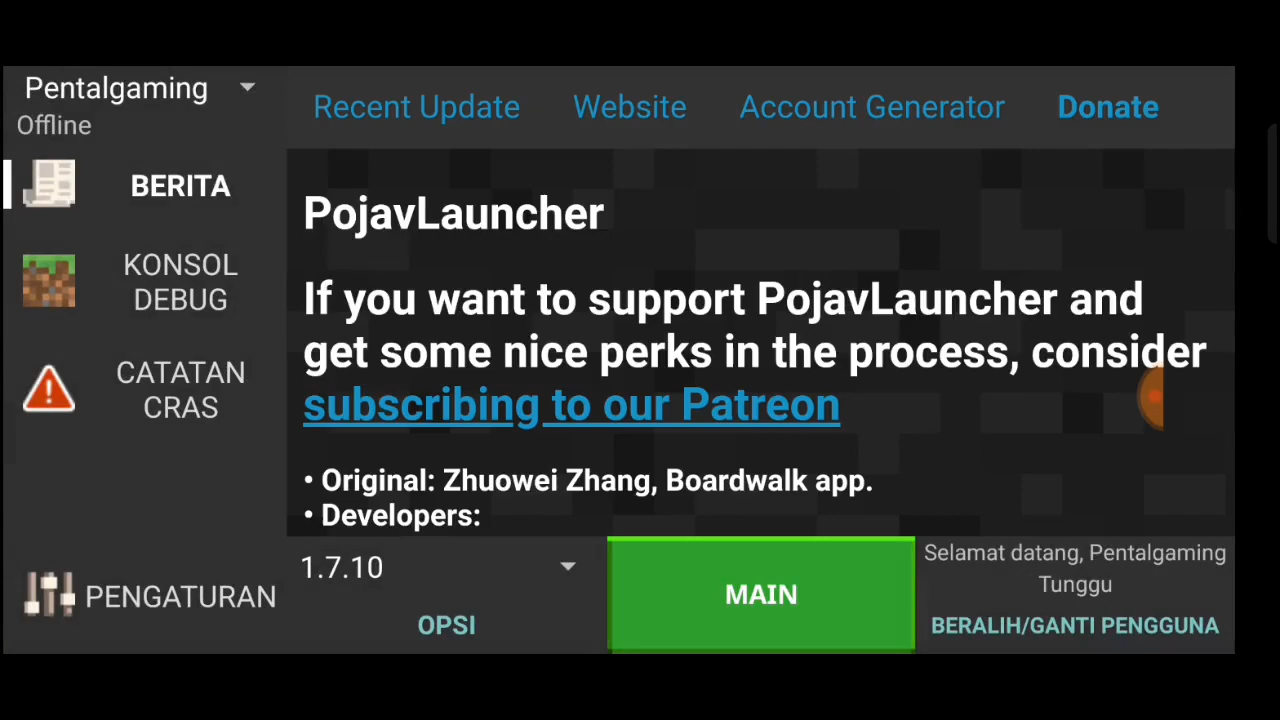 Pentalgaming
Offline
BERITA
KONSOL
DEBUG
CATATAN
CRAS
PENGATURAN
Recent Update Website Account Generator Donate
PojavLauncher
If you want to support PojavLauncher and
get some nice perks in the process, consider
subscribing to our Patreon
• Original: Zhuowei Zhang, Boardwalk app.
• Developers:
1.7.10
OPSI
MAIN
Selamat datang, Pentalgaming
Tunggu
BERALIH/GANTI PENGGUNA